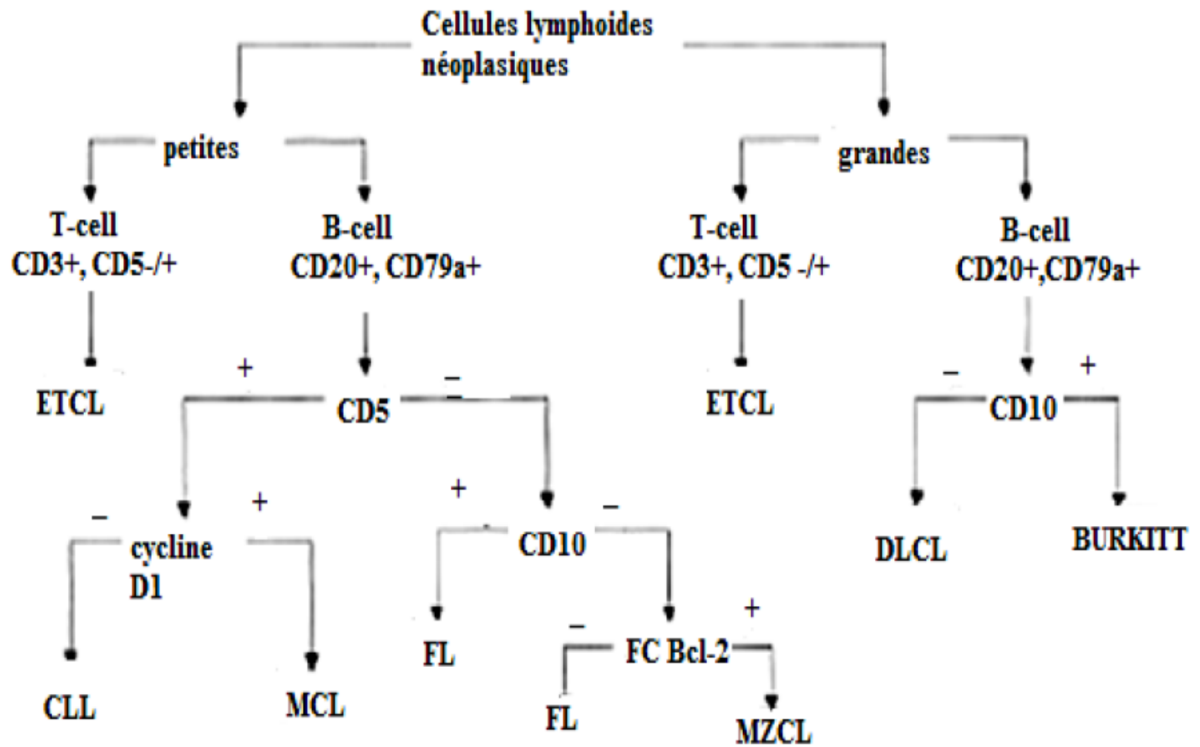 Cellules lymphoides
néoplasiques
petites
grandes
T-cell
CD3+, CD5-/+
B-cell
CD20+, CD79a+
T-cell
CD3+, CD5 -/+
B-cell
CD20+,CD79a+
ETCL
+
CD5
–
–
ETCL
–
CD10
+
–
cycline
D1
+
+
CD10
–
DLCL
BURKITT
CLL
MCL
FL
–
FC Bcl-2
+
FL
MZCL